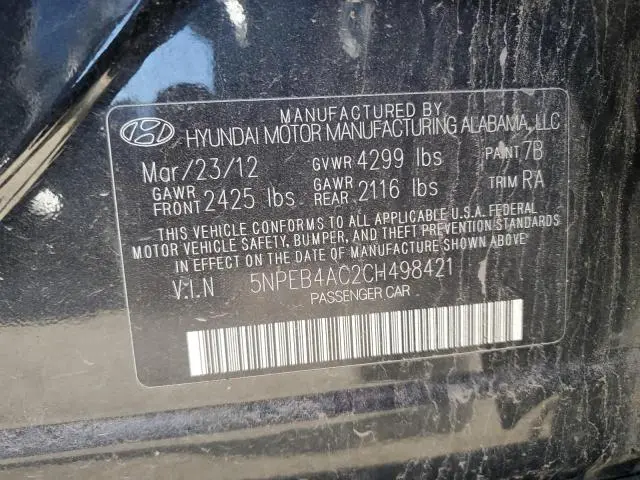 MANUFACTURED BY
HYUNDAI MOTOR MANUFACTURING ALABAMA, LLC
Mar/23/12 GVWR 4299 lbs PAINT 7B
GAWR FRONT 2425 lbs GAWR REAR 2116 lbs TRIM RA
THIS VEHICLE CONFORMS TO ALL APPLICABLE U.S.A. FEDERAL
MOTOR VEHICLE SAFETY, BUMPER, AND THEFT PREVENTION STANDARDS
IN EFFECT ON THE DATE OF MANUFACTURE SHOWN ABOVE
V.I.N 5NPEB4AC2CH498421
PASSENGER CAR